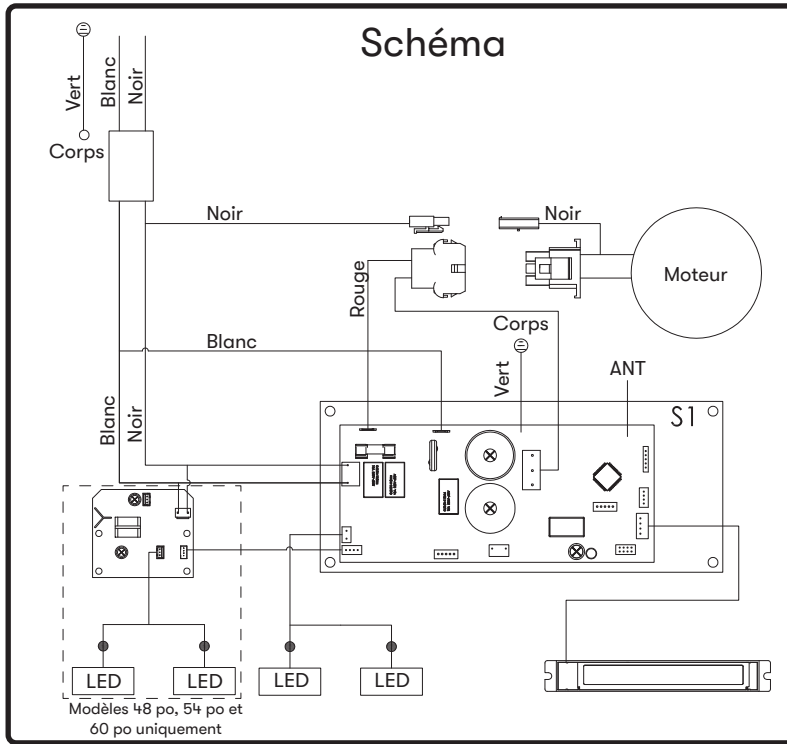 Schéma
Vert
Blanc
Noir
Corps
Noir
Noir
Moteur
Rouge
Corps
Blanc
Vert
ANT
Blanc
Noir
S1
LED
LED
LED
LED
Modèles 48 po, 54 po et
60 po uniquement